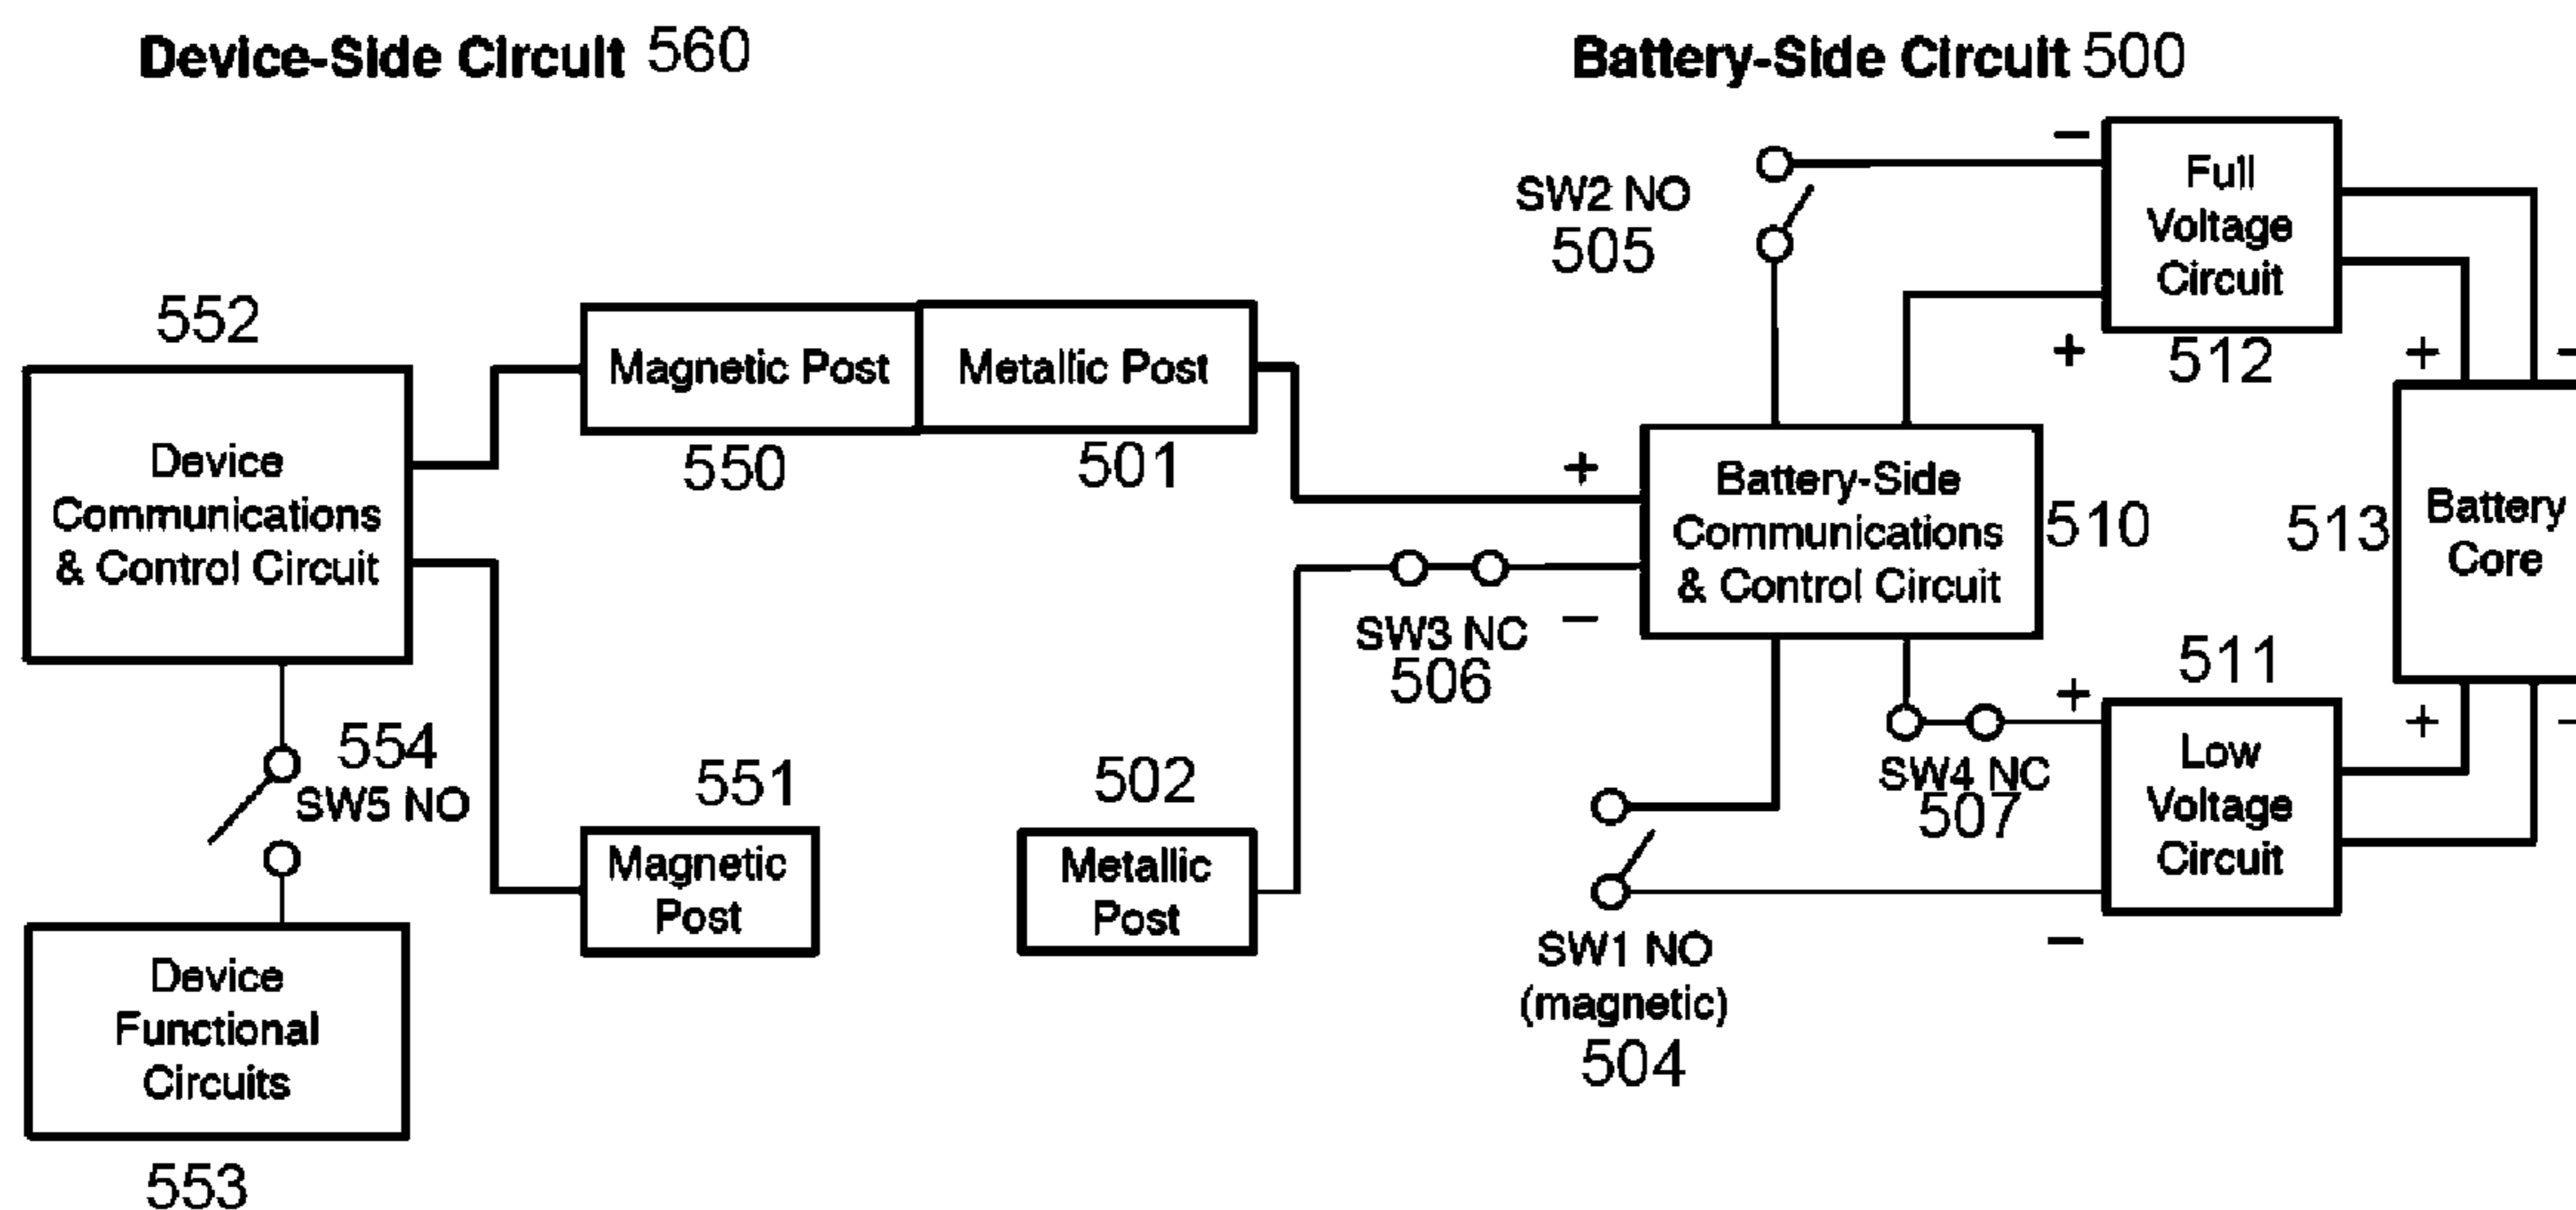 Device-Side Circuit 560
Battery-Side Circuit 500
−
Full
Voltage
Circuit
SW2 NO
505
+
512
+
−
552
Magnetic Post
Metallic Post
550
501
Device
Communications
& Control Circuit
+
Battery-Side
Communications
& Control Circuit
510
513
Battery
Core
SW3 NC
−
506
511
+
+
−
554
SW5 NO
551
502
SW4 NC
507
Low
Voltage
Circuit
Magnetic
Post
Metallic
Post
−
SW1 NO
(magnetic)
504
Device
Functional
Circuits
553